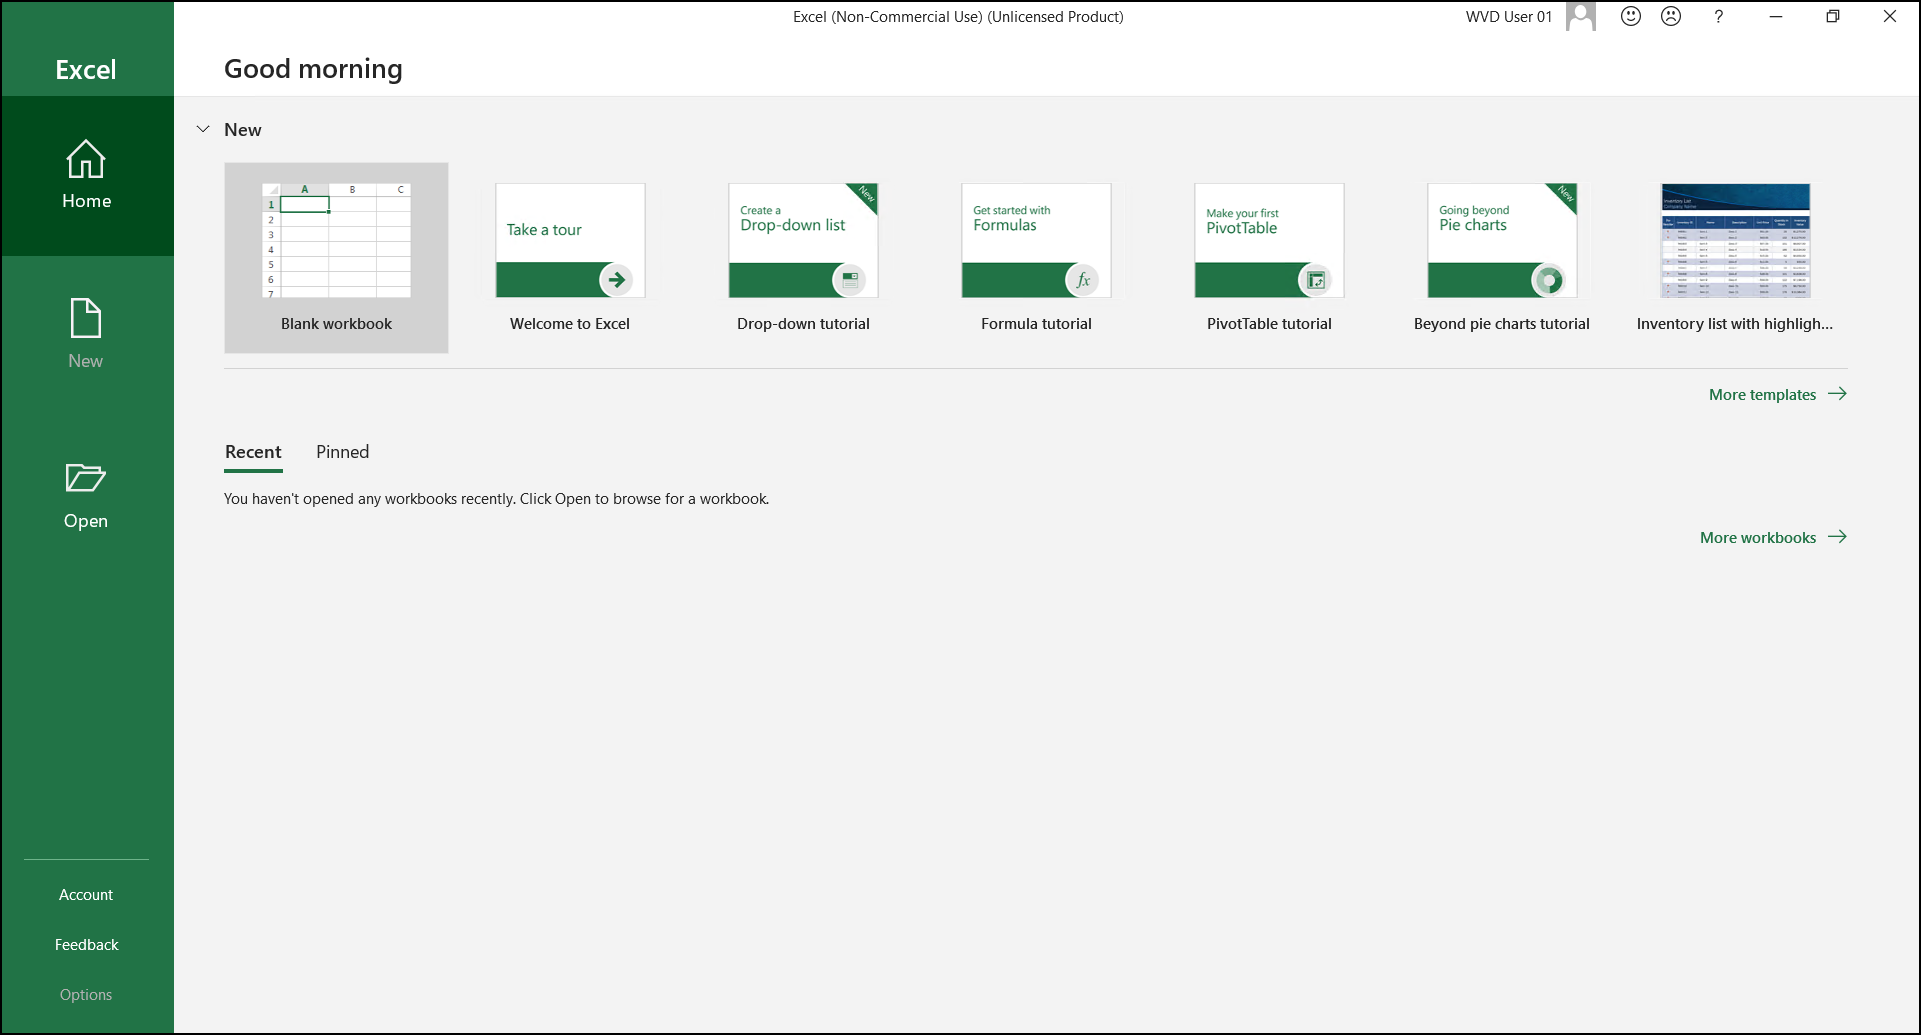 Excel (Non-Commercial Use) (Unlicensed Product)
WVD User 01
?
Excel
Good morning
Home
New
Open
Account
Feedback
Options
New
A B C
1
2
3
4
5
6
7
Blank workbook
Take a tour
Welcome to Excel
New
Create a
Drop-down list
Drop-down tutorial
Get started with
Formulas
fx
Formula tutorial
Make your first
PivotTable
PivotTable tutorial
New
Going beyond
Pie charts
Beyond pie charts tutorial
Inventory List
Company Name
Inventory list with highligh...
More templates
Recent Pinned
You haven't opened any workbooks recently. Click Open to browse for a workbook.
More workbooks